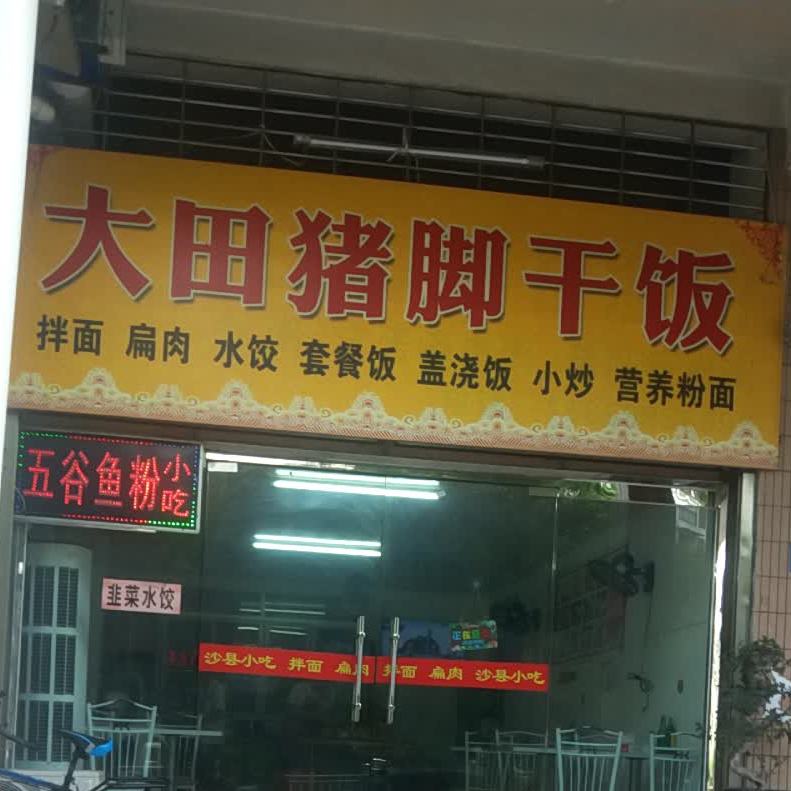 大田猪脚干饭
拌面 扁肉 水饺 套餐饭 盖浇饭 小炒 营养粉面
五谷鱼粉小吃
韭菜水饺
沙县小吃 拌面 扁肉 拌面 扁肉 沙县小吃